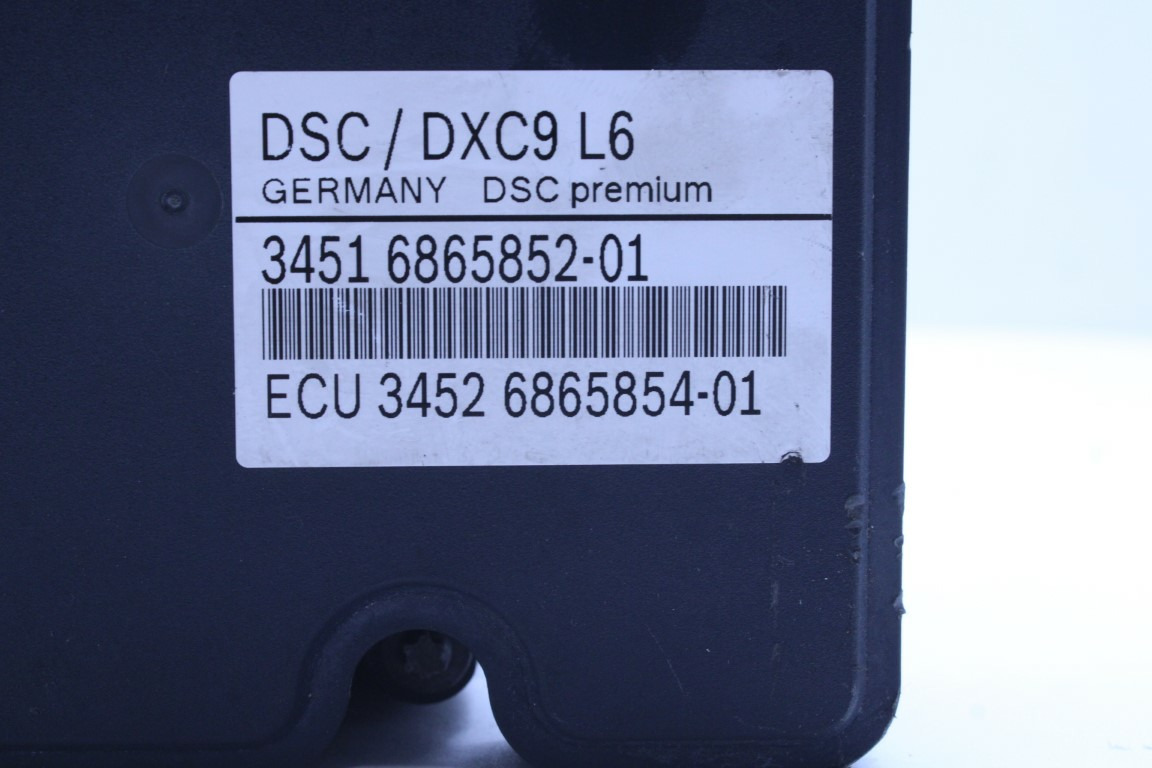 DSC / DXC9 L6
GERMANY DSC premium
3451 6865852-01
ECU 3452 6865854-01